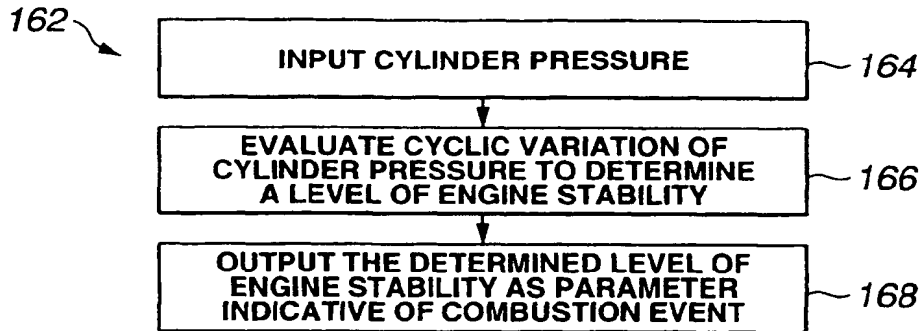 162
INPUT CYLINDER PRESSURE
164
EVALUATE CYCLIC VARIATION OF
CYLINDER PRESSURE TO DETERMINE
A LEVEL OF ENGINE STABILITY
166
OUTPUT THE DETERMINED LEVEL OF
ENGINE STABILITY AS PARAMETER
INDICATIVE OF COMBUSTION EVENT
168